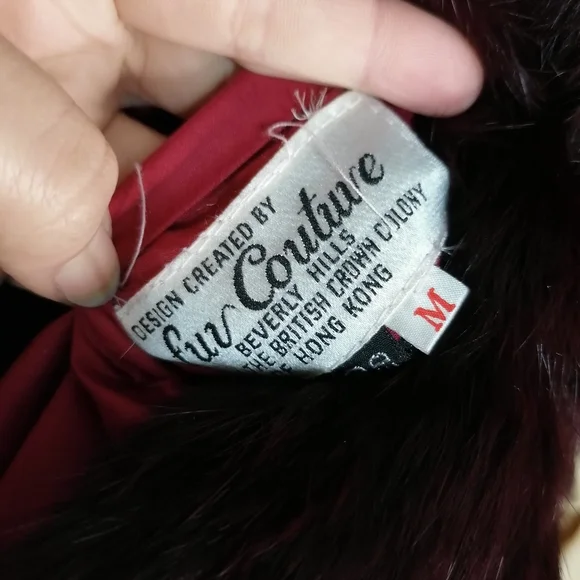 DESIGN CREATED BY
fur Couture
BEVERLY HILLS
THE BRITISH CROWN COLONY
HONG KONG
M